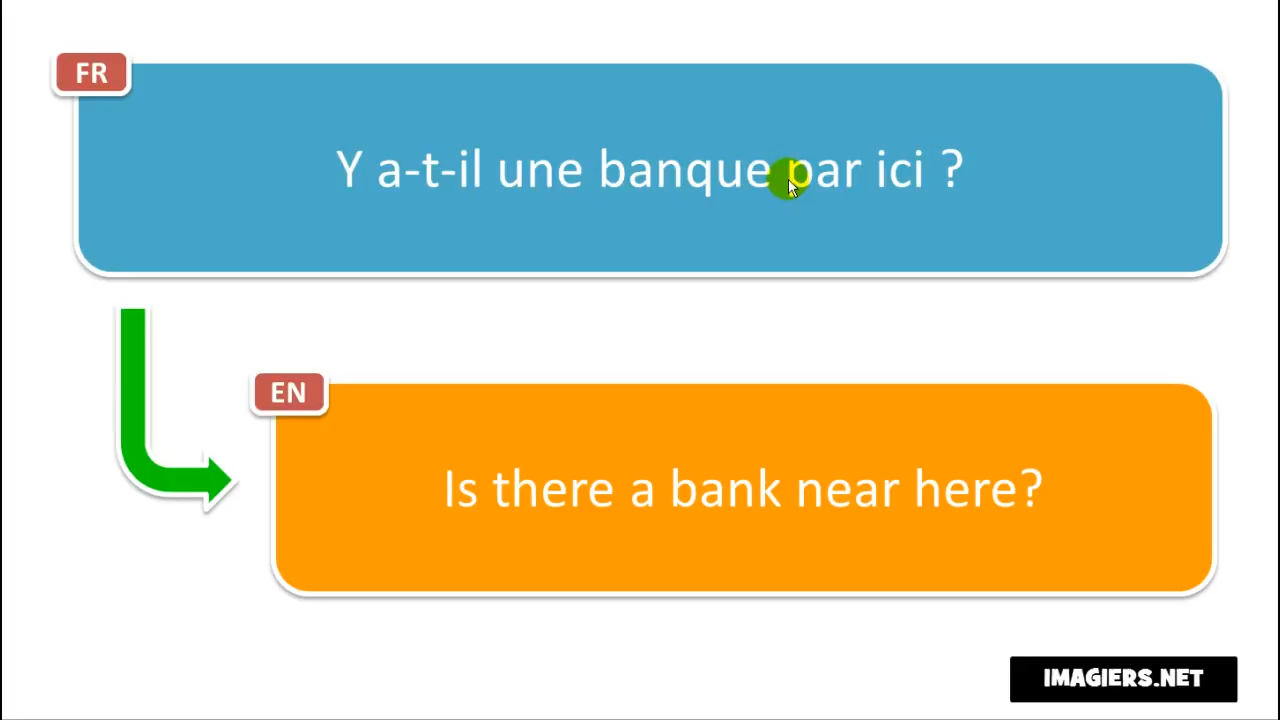 FR
Y a-t-il une banque par ici ?
EN
Is there a bank near here?
IMAGIERS.NET